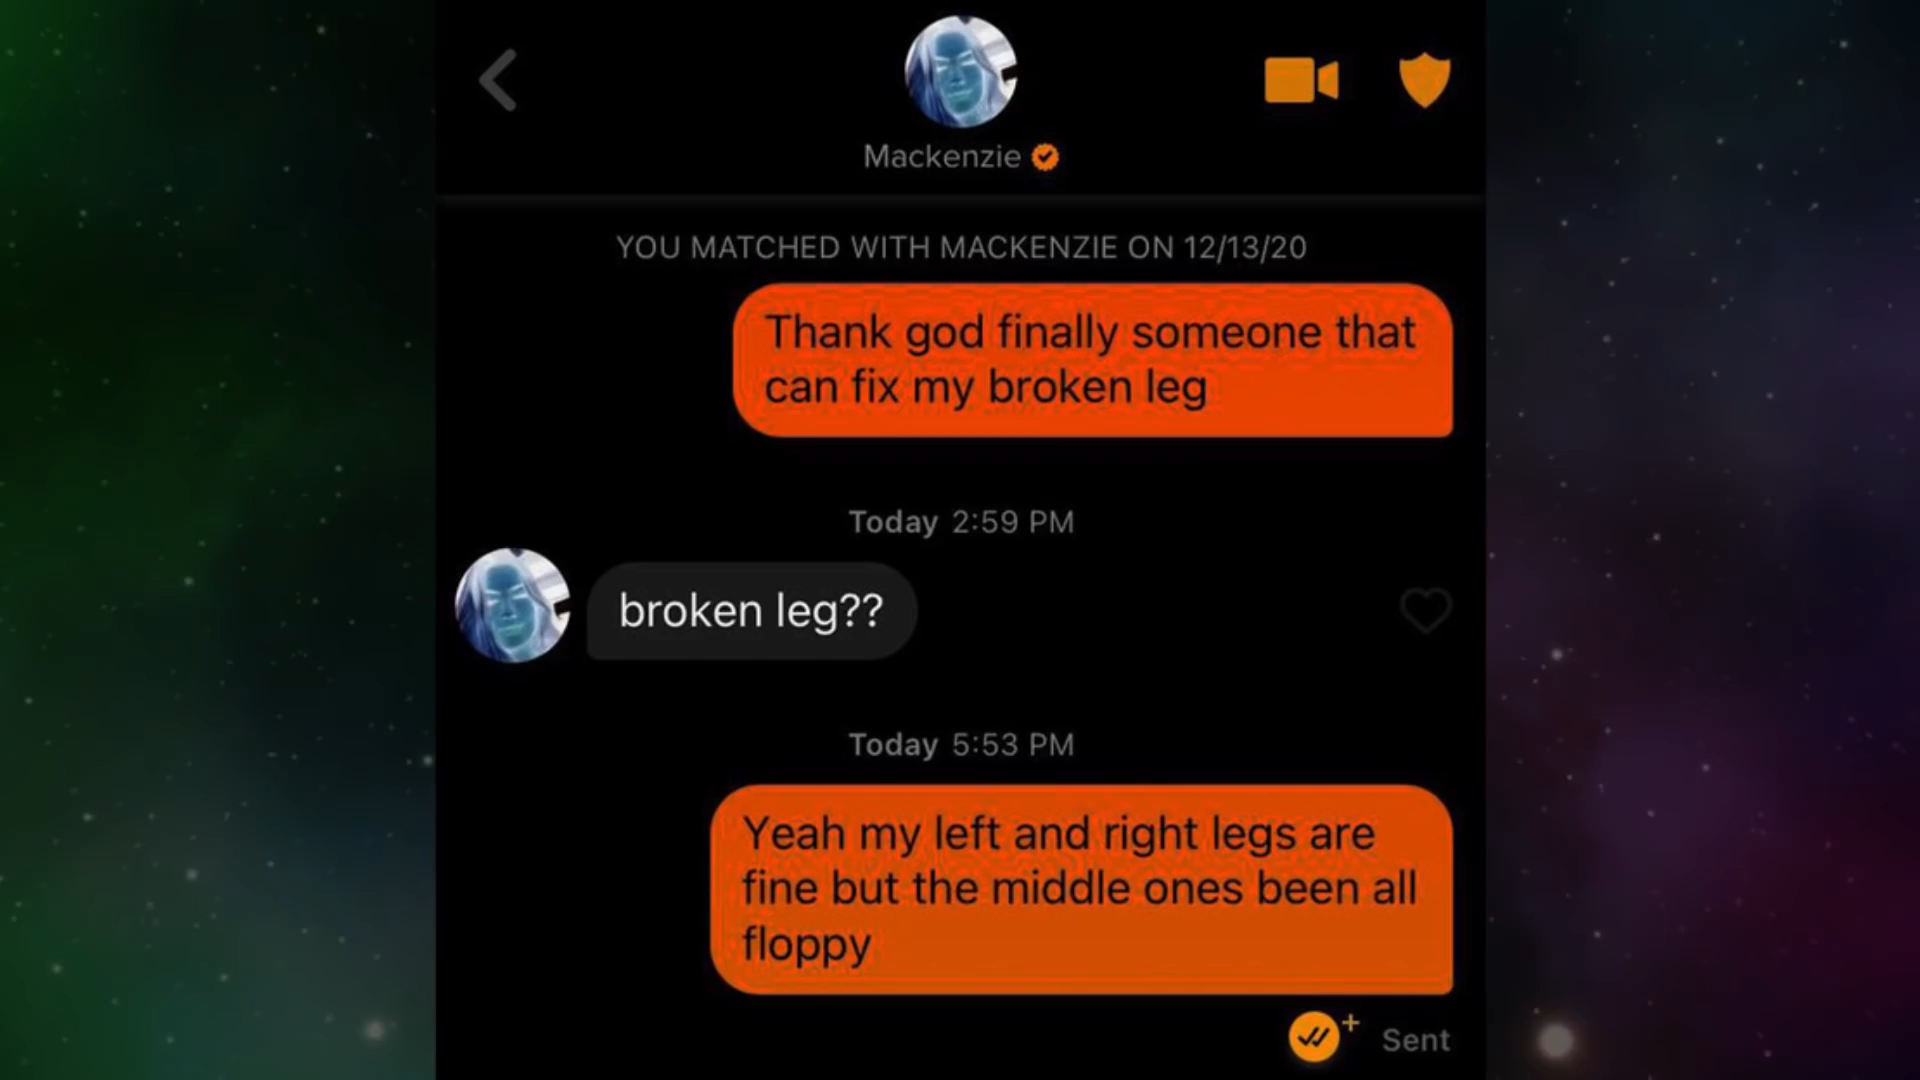 Mackenzie
YOU MATCHED WITH MACKENZIE ON 12/13/20
Thank god finally someone that
can fix my broken leg
Today 2:59 PM
broken leg??
Today 5:53 PM
Yeah my left and right legs are
fine but the middle ones been all
floppy
Sent